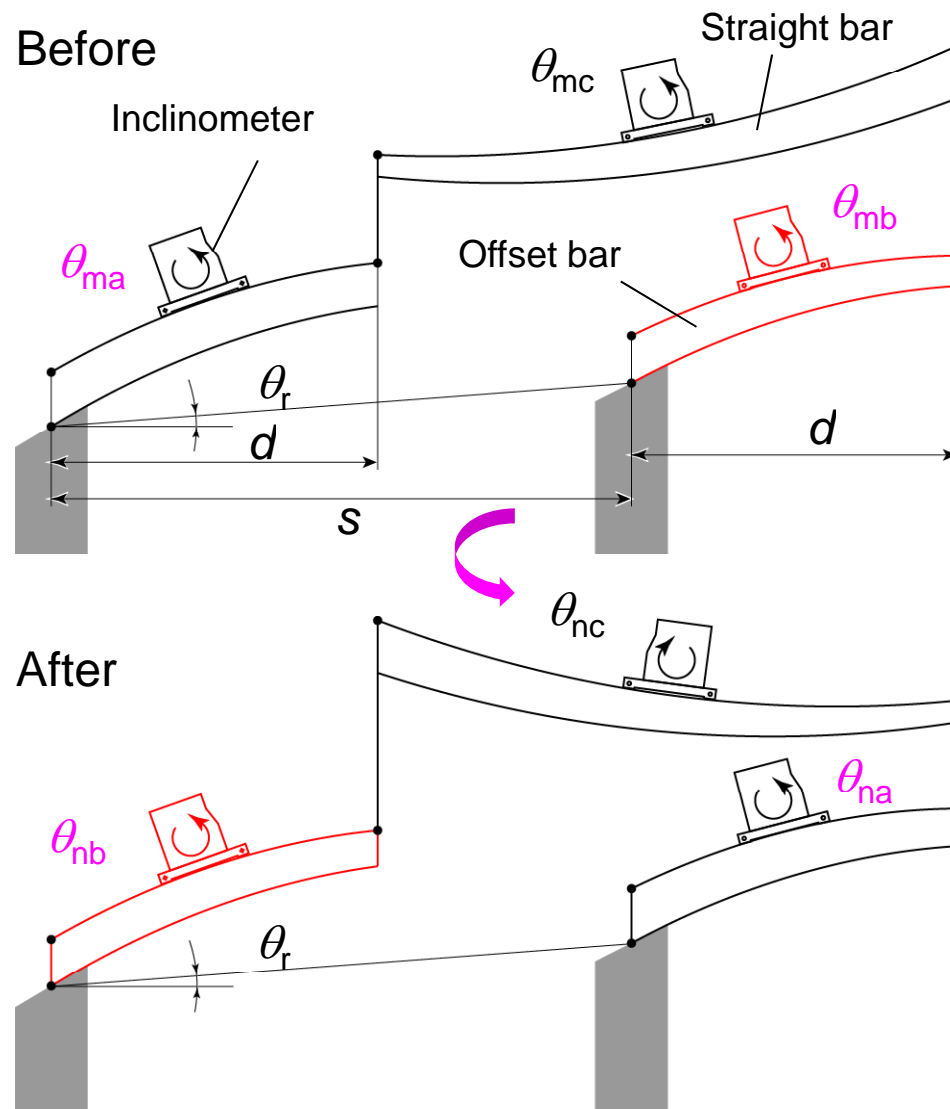 Before
Straight bar
θmc
Inclinometer
θma
θmb
Offset bar
θr
d
d
s
After
θnc
θna
θnb
θr